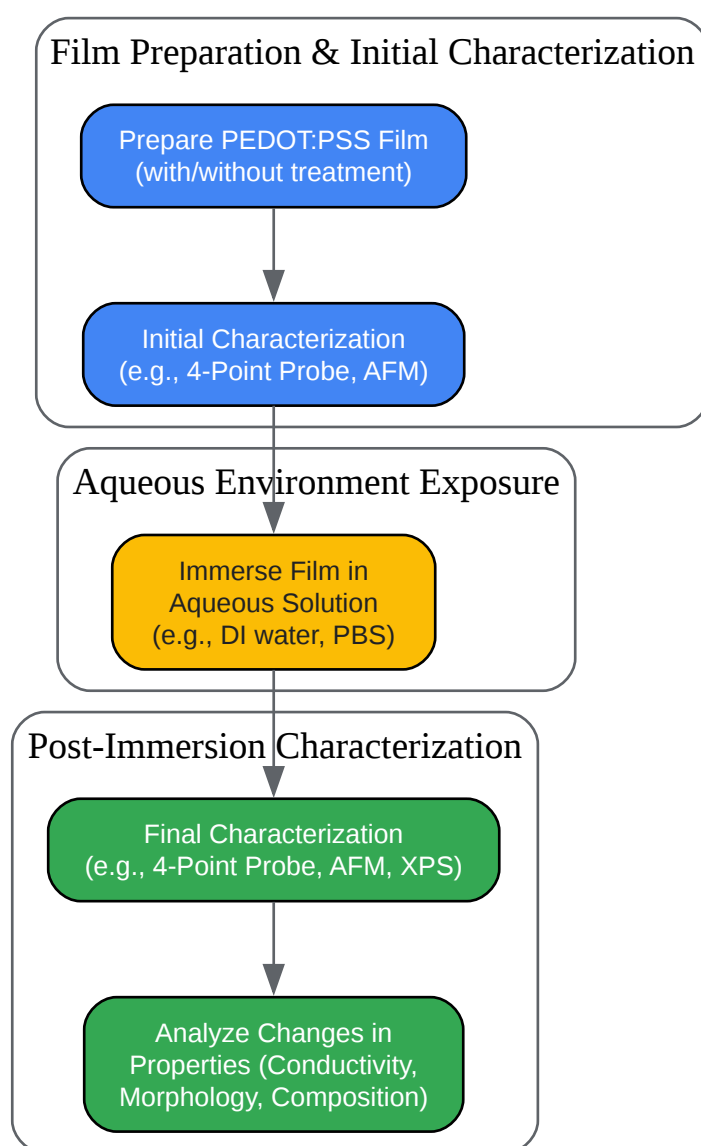 Film Preparation & Initial Characterization
Prepare PEDOT:PSS Film
(with/without treatment)
Initial Characterization
(e.g., 4-Point Probe, AFM)
Aqueous Environment Exposure
Immerse Film in
Aqueous Solution
(e.g., DI water, PBS)
Post-Immersion Characterization
Final Characterization
(e.g., 4-Point Probe, AFM, XPS)
Analyze Changes in
Properties (Conductivity,
Morphology, Composition)